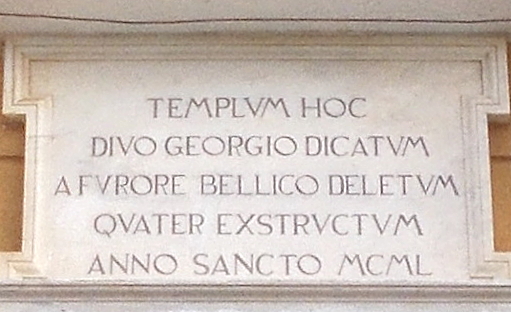 TEMPLVM HOC
DIVO GEORGIO DICATVM
A FVRORE BELLICO DELETVM
QVATER EXSTRVCTVM
ANNO SANCTO MCML